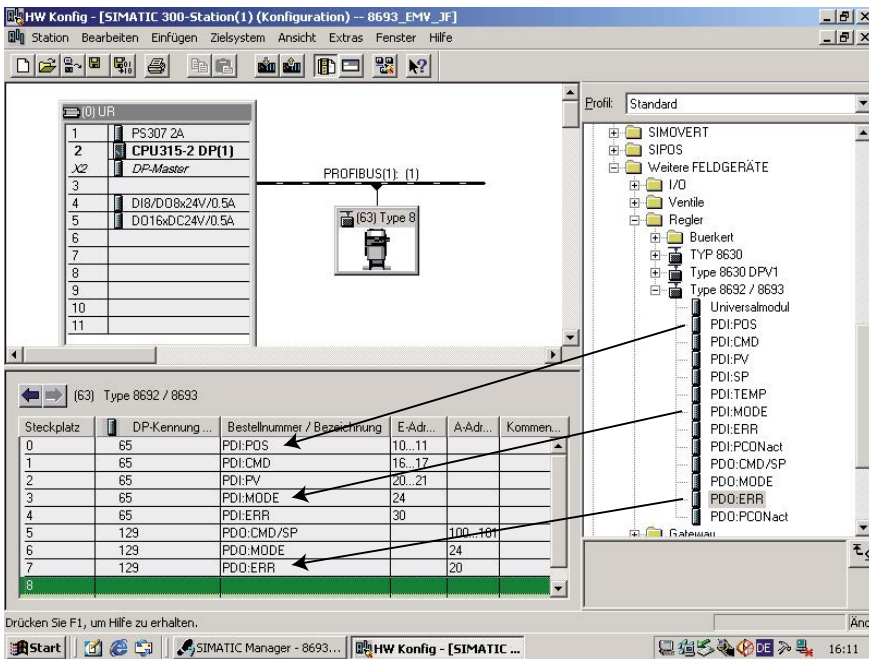 HW Konfig - [SIMATIC 300-Station(1) (Konfiguration) -- 8693_EMV_JF]
Station Bearbeiten Einfügen Zielsystem Ansicht Extras Fenster Hilfe
(0) UR
1 PS307 2A
2 CPU315-2 DP(1)
X2 DP-Master
3
4 DI8/DO8x24V/0.5A
5 DO16xDC24V/0.5A
6
7
8
9
10
11
PROFIBUS(1): (1)
(63) Type 8
Profil: Standard
SIMOVERT
SIPOS
Weitere FELDGERÄTE
I/O
Ventile
Regler
Buerkert
TYP 8630
Type 8630 DPV1
Type 8692 / 8693
Universalmodul
PDI:POS
PDI:CMD
PDI:PV
PDI:SP
PDI:TEMP
PDI:MODE
PDI:ERR
PDI:PCONact
PDO:CMD/SP
PDO:MODE
PDO:ERR
PDO:PCONact
Gateway
(63) Type 8692 / 8693
Steckplatz DP-Kennung ... Bestellnummer / Bezeichnung E-Adr... A-Adr... Kommen...
0 65 PDI:POS 10...11
1 65 PDI:CMD 16...17
2 65 PDI:PV 20...21
3 65 PDI:MODE 24
4 65 PDI:ERR 30
5 129 PDO:CMD/SP 100...101
6 129 PDO:MODE 24
7 129 PDO:ERR 20
8
Drücken Sie F1, um Hilfe zu erhalten.
Änd
Start SIMATIC Manager - 8693... HW Konfig - [SIMATIC ... DE 16:11